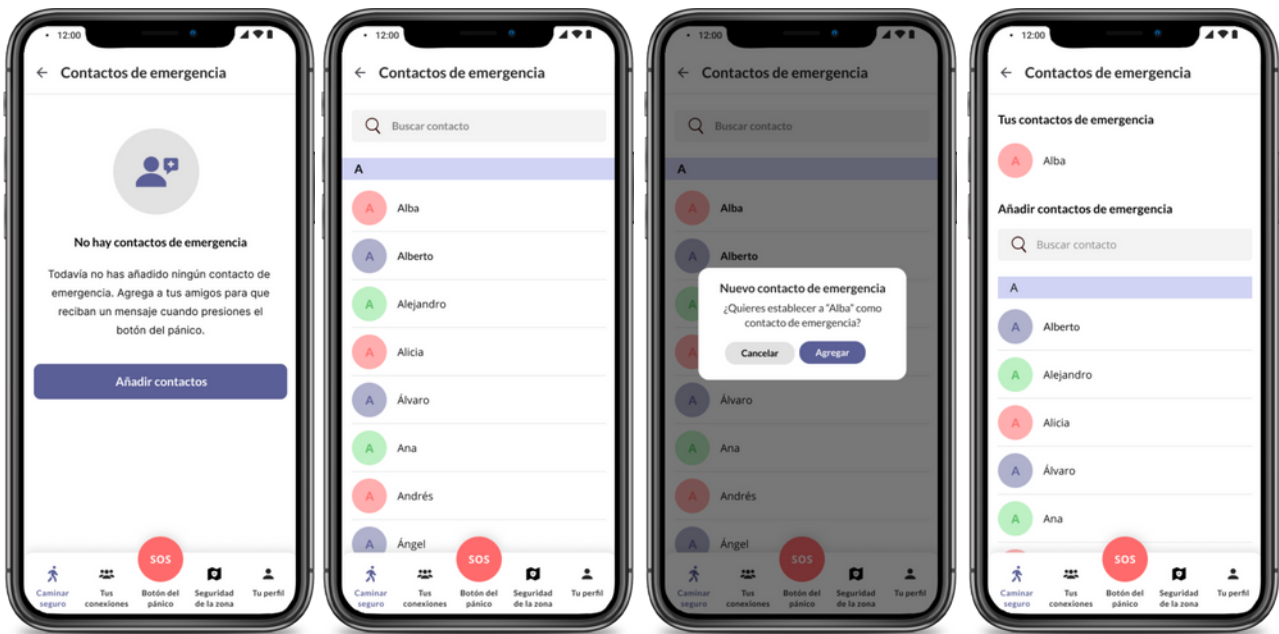 12:00
Contactos de emergencia
No hay contactos de emergencia
Todavía no has añadido ningún contacto de
emergencia. Agrega a tus amigos para que
reciban un mensaje cuando presiones el
botón del pánico.
Añadir contactos
SOS
Caminar
seguro
Tus
conexiones
Botón del
pánico
Seguridad
de la zona
Tu perfil
12:00
Contactos de emergencia
Buscar contacto
A
A Alba
A Alberto
A Alejandro
A Alicia
A Álvaro
A Ana
A Andrés
A Ángel
SOS
Caminar
seguro
Tus
conexiones
Botón del
pánico
Seguridad
de la zona
Tu perfil
12:00
Contactos de emergencia
Buscar contacto
A
A Alba
A Alberto
A
Nuevo contacto de emergencia
¿Quieres establecer a "Alba" como
contacto de emergencia?
Cancelar
Agregar
A
A Álvaro
A Ana
A Andrés
A Ángel
SOS
Caminar
seguro
Tus
conexiones
Botón del
pánico
Seguridad
de la zona
Tu perfil
12:00
Contactos de emergencia
Tus contactos de emergencia
A Alba
Añadir contactos de emergencia
Buscar contacto
A
A Alberto
A Alejandro
A Alicia
A Álvaro
A Ana
SOS
Caminar
seguro
Tus
conexiones
Botón del
pánico
Seguridad
de la zona
Tu perfil